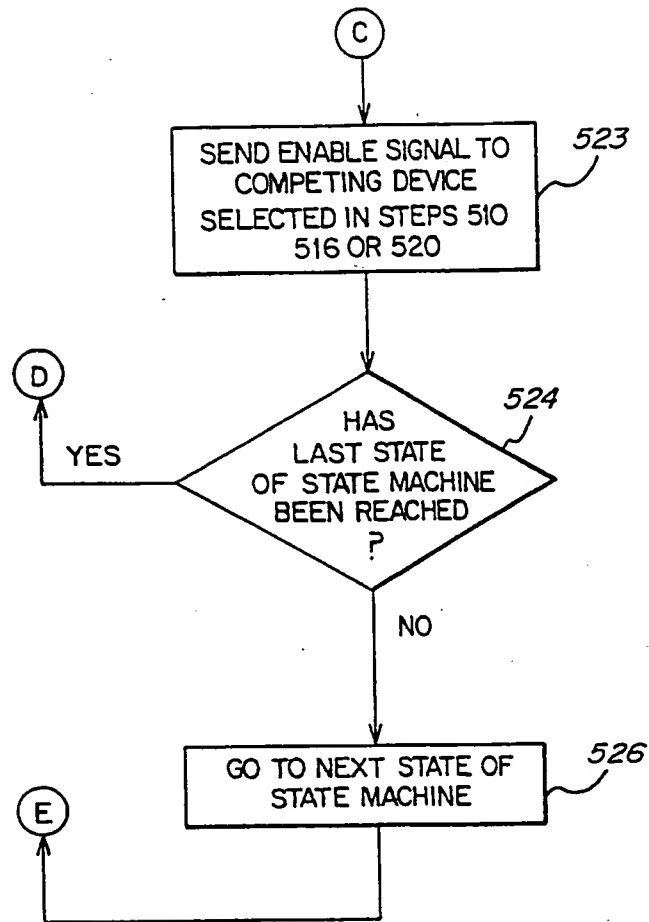 C
SEND ENABLE SIGNAL TO
COMPETING DEVICE
SELECTED IN STEPS 510
516 OR 520
523
D
YES
HAS
LAST STATE
OF STATE MACHINE
BEEN REACHED
?
524
NO
GO TO NEXT STATE OF
STATE MACHINE
526
E